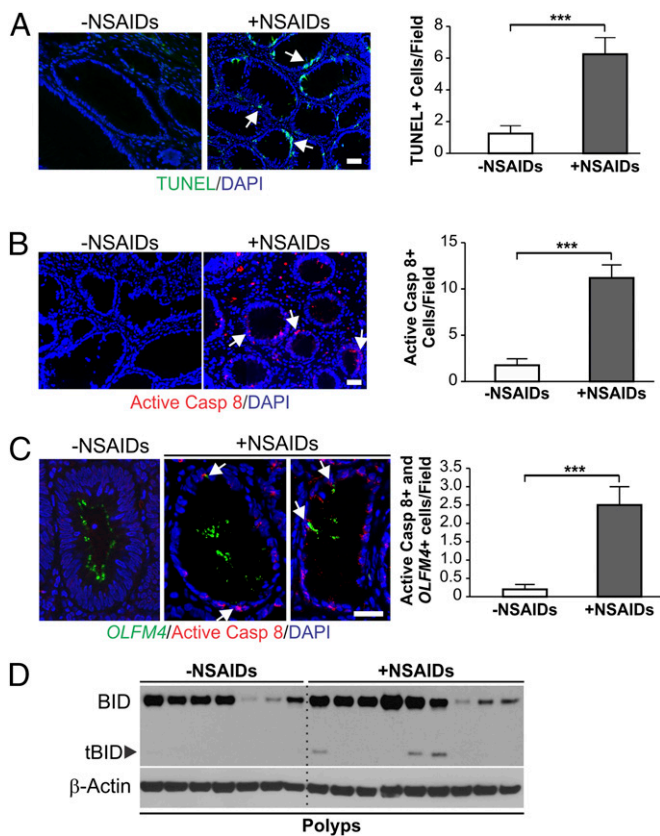 A
-NSAIDs
+NSAIDs
TUNEL/DAPI
TUNEL+ Cells/Field
8
6
4
2
0
***
-NSAIDs
+NSAIDs
B
-NSAIDs
+NSAIDs
Active Casp 8/DAPI
Active Casp 8+
Cells/Field
15
10
5
0
***
-NSAIDs
+NSAIDs
C
-NSAIDs
+NSAIDs
OLFM4/Active Casp 8/DAPI
Active Casp 8+ and
OLFM4+ cells/Field
3.5
3.0
2.5
2.0
1.5
1.0
0.5
0
***
-NSAIDs
+NSAIDs
D
-NSAIDs
+NSAIDs
BID
tBID
β-Actin
Polyps